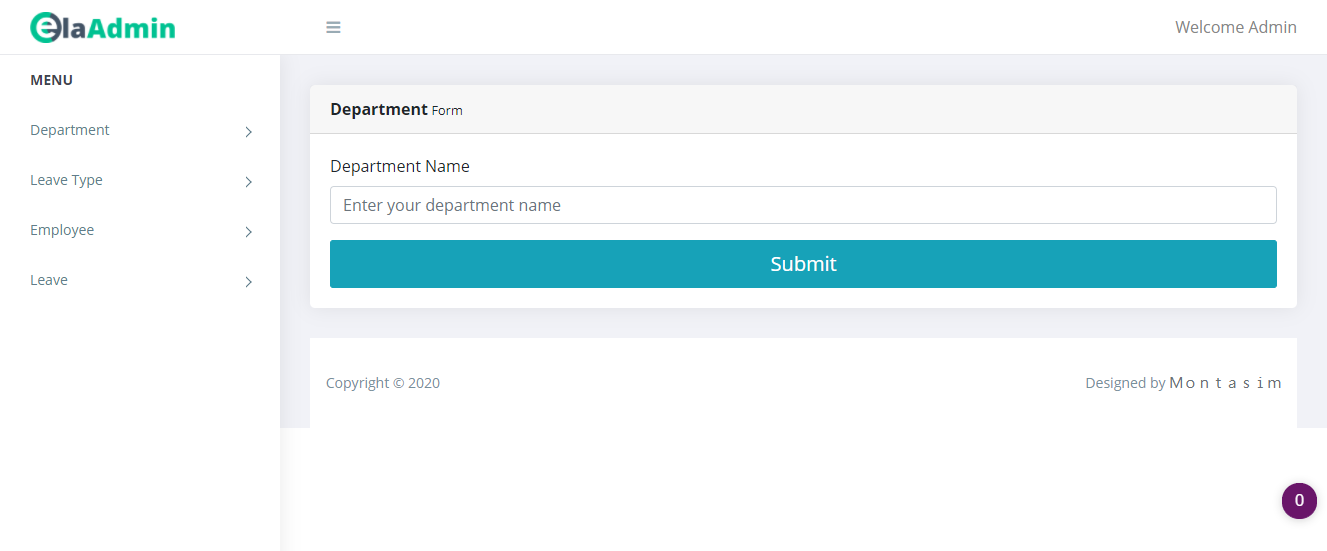 elaAdmin
Welcome Admin
MENU
Department
Leave Type
Employee
Leave
Department Form
Department Name
Enter your department name
Submit
Copyright © 2020
Designed by Montasim
0